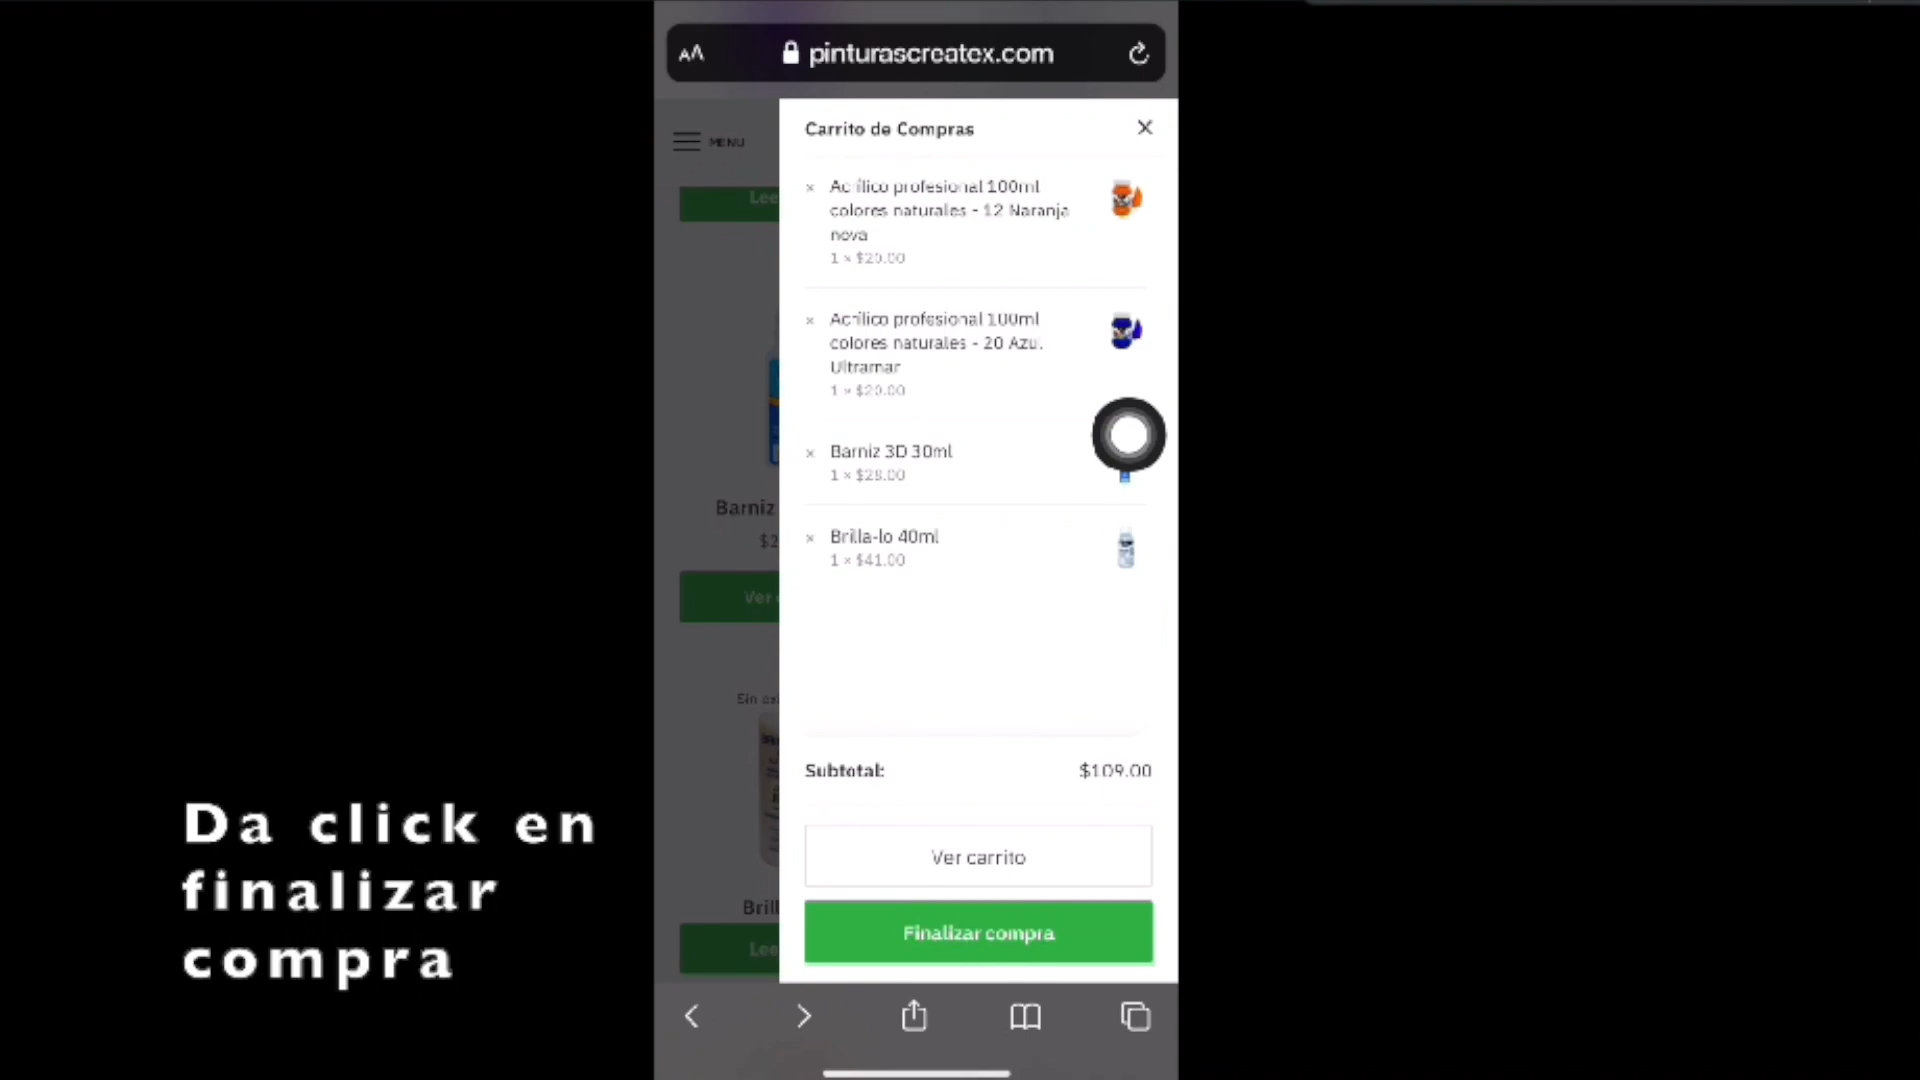 AA pinturascreatex.com
MENU
Carrito de Compras
Acrílico profesional 100ml
colores naturales - 12 Naranja
nova
1 × $20.00
Acrílico profesional 100ml
colores naturales - 20 Azul
Ultramar
1 × $20.00
Barniz 3D 30ml
1 × $28.00
Brilla-lo 40ml
1 × $41.00
Subtotal: $109.00
Ver carrito
Finalizar compra
Lee
Barniz
$2
Ver
Sin
Brill
Lee
Da click en
finalizar
compra